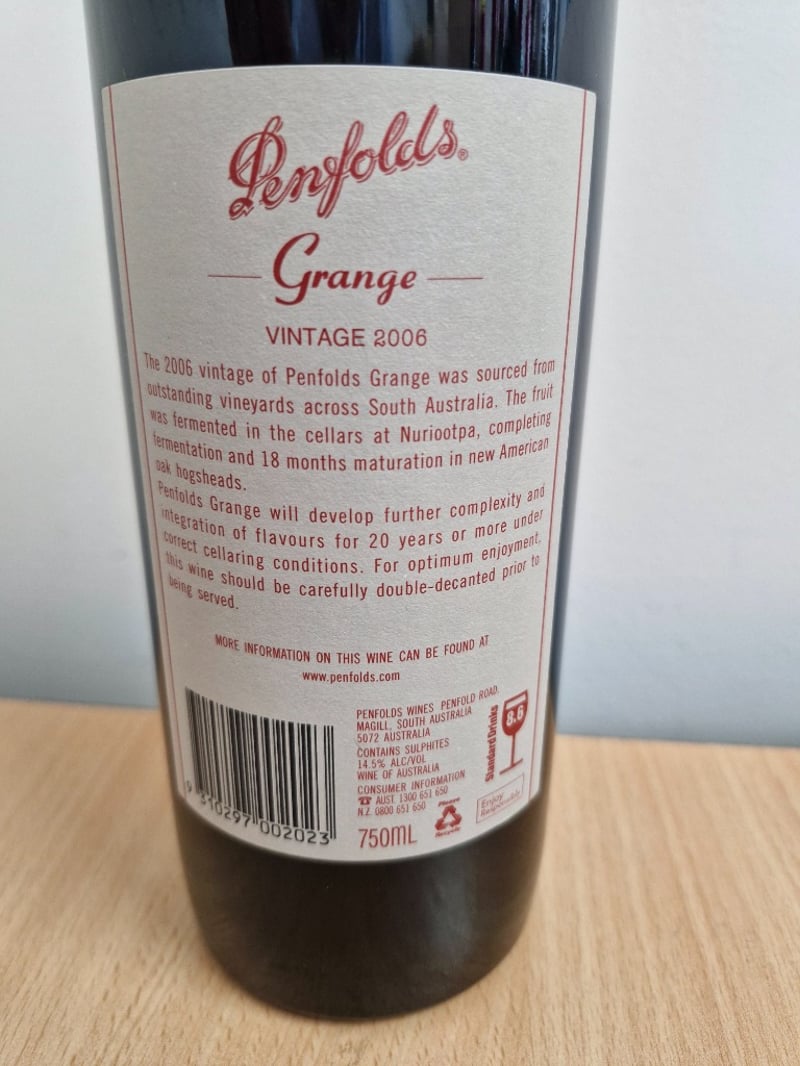 Penfolds®
Grange
VINTAGE 2006
The 2006 vintage of Penfolds Grange was sourced from
outstanding vineyards across South Australia. The fruit
was fermented in the cellars at Nuriootpa, completing
fermentation and 18 months maturation in new American
oak hogsheads.
Penfolds Grange will develop further complexity and
integration of flavours for 20 years or more under
correct cellaring conditions. For optimum enjoyment,
this wine should be carefully double-decanted prior to
being served.
MORE INFORMATION ON THIS WINE CAN BE FOUND AT
www.penfolds.com
PENFOLDS WINES PENFOLD ROAD,
MAGILL, SOUTH AUSTRALIA
5072 AUSTRALIA
CONTAINS SULPHITES
14.5% ALC/VOL
WINE OF AUSTRALIA
CONSUMER INFORMATION
☎ AUST. 1300 651 650
N.Z. 0800 651 650
750ML
Please
Recycle
Standard Drinks
8.6
Enjoy
Responsibly
9 310297 002023